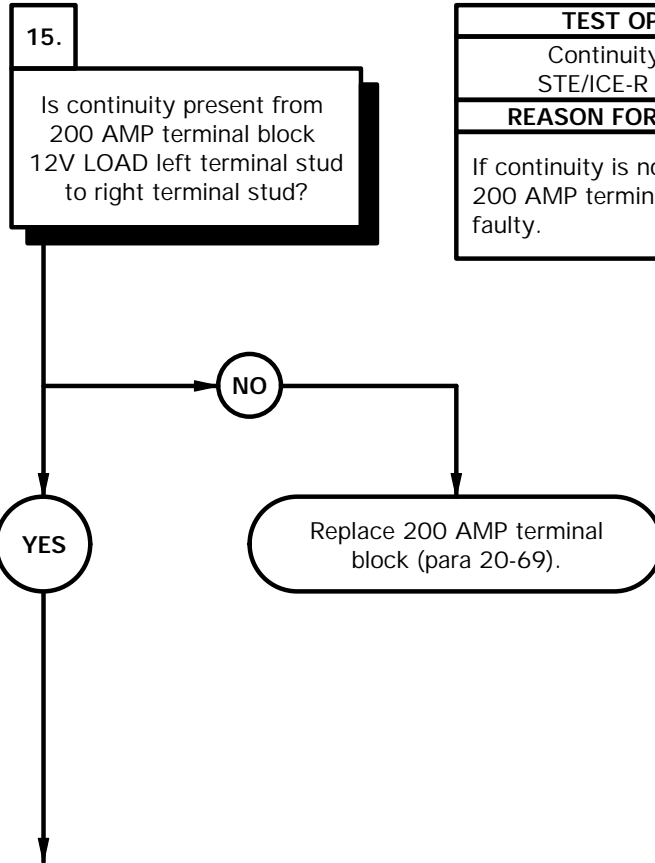 15.
Is continuity present from
200 AMP terminal block
12V LOAD left terminal stud
to right terminal stud?
TEST OP
Continuity
STE/ICE-R
REASON FOR
If continuity is no
200 AMP termin
faulty.
NO
YES
Replace 200 AMP terminal
block (para 20-69).